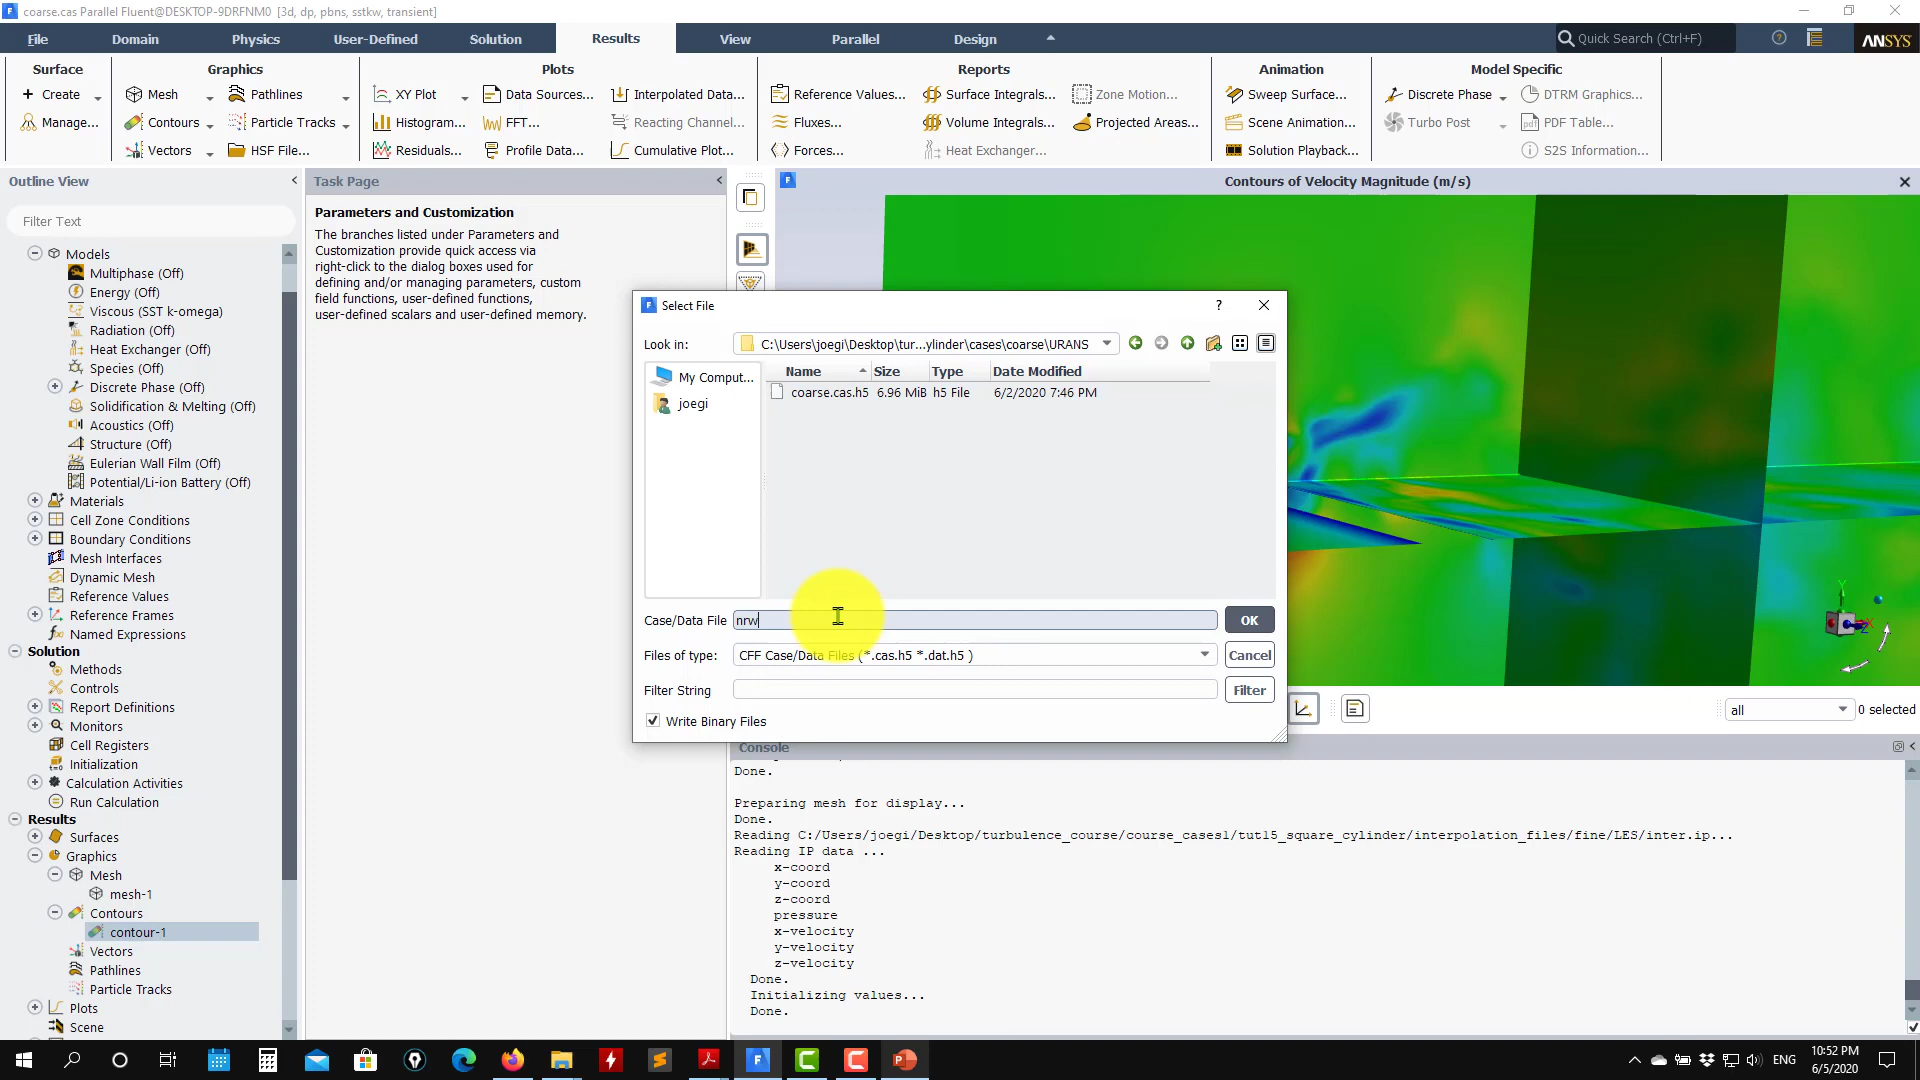 coarse.cas Parallel Fluent@DESKTOP-9DRFNM0 [3d, dp, pbns, sstkw, transient]
File Domain Physics User-Defined Solution Results View Parallel Design Quick Search (Ctrl+F) ANSYS
Surface Graphics Plots Reports Animation Model Specific
Create Mesh Pathlines XY Plot Data Sources... Interpolated Data... Reference Values... Surface Integrals... Zone Motion... Sweep Surface... Discrete Phase DTRM Graphics...
Manage... Contours Particle Tracks Histogram... FFT... Reacting Channel... Fluxes... Volume Integrals... Projected Areas... Scene Animation... Turbo Post PDF Table...
Vectors HSF File... Residuals... Profile Data... Cumulative Plot... Forces... Heat Exchanger... Solution Playback... S2S Information...
Outline View
Filter Text
Models
Multiphase (Off)
Energy (Off)
Viscous (SST k-omega)
Radiation (Off)
Heat Exchanger (Off)
Species (Off)
Discrete Phase (Off)
Solidification & Melting (Off)
Acoustics (Off)
Structure (Off)
Eulerian Wall Film (Off)
Potential/Li-ion Battery (Off)
Materials
Cell Zone Conditions
Boundary Conditions
Mesh Interfaces
Dynamic Mesh
Reference Values
Reference Frames
Named Expressions
Solution
Methods
Controls
Report Definitions
Monitors
Cell Registers
Initialization
Calculation Activities
Run Calculation
Results
Surfaces
Graphics
Mesh
mesh-1
Contours
contour-1
Vectors
Pathlines
Particle Tracks
Plots
Scene
Task Page
Parameters and Customization
The branches listed under Parameters and
Customization provide quick access via
right-click to the dialog boxes used for
defining and/or managing parameters, custom
field functions, user-defined functions,
user-defined scalars and user-defined memory.
Contours of Velocity Magnitude (m/s)
Select File
?
Look in: C:\Users\joegi\Desktop\tur...ylinder\cases\coarse\URANS
My Comput...
joegi
Name Size Type Date Modified
coarse.cas.h5 6.96 MiB h5 File 6/2/2020 7:46 PM
Case/Data File nrw OK
Files of type: CFF Case/Data Files (*.cas.h5 *.dat.h5 ) Cancel
Filter String Filter
Write Binary Files
Y
all 0 selected
Console
Done.
Preparing mesh for display...
Done.
Reading C:/Users/joegi/Desktop/turbulence_course/course_cases1/tut15_square_cylinder/interpolation_files/fine/LES/inter.ip...
Reading IP data ...
x-coord
y-coord
z-coord
pressure
x-velocity
y-velocity
z-velocity
Done.
Initializing values...
Done.
ENG
10:52 PM
6/5/2020